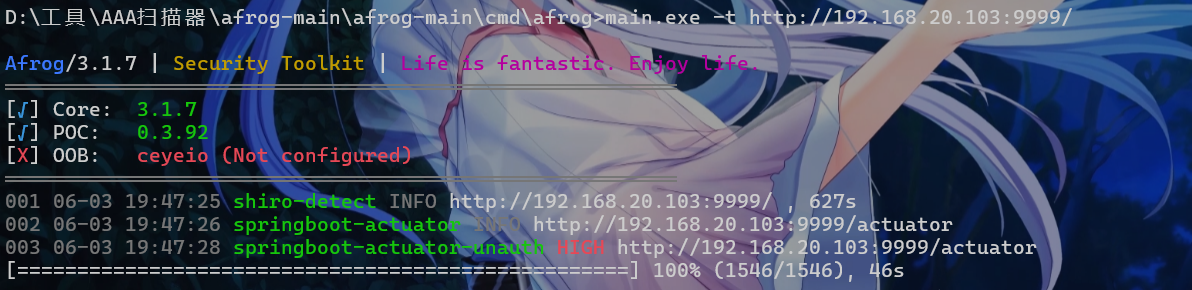 D:\工具\AAA扫描器\afrog-main\afrog-main\cmd\afrog>main.exe -t http://192.168.20.103:9999/
Afrog/3.1.7 | Security Toolkit | Life is fantastic. Enjoy life.
[√] Core: 3.1.7
[√] POC: 0.3.92
[X] OOB: ceyeio (Not configured)
001 06-03 19:47:25 shiro-detect INFO http://192.168.20.103:9999/ , 627s
002 06-03 19:47:26 springboot-actuator INFO http://192.168.20.103:9999/actuator
003 06-03 19:47:28 springboot-actuator-unauth HIGH http://192.168.20.103:9999/actuator
[===================================================] 100% (1546/1546), 46s